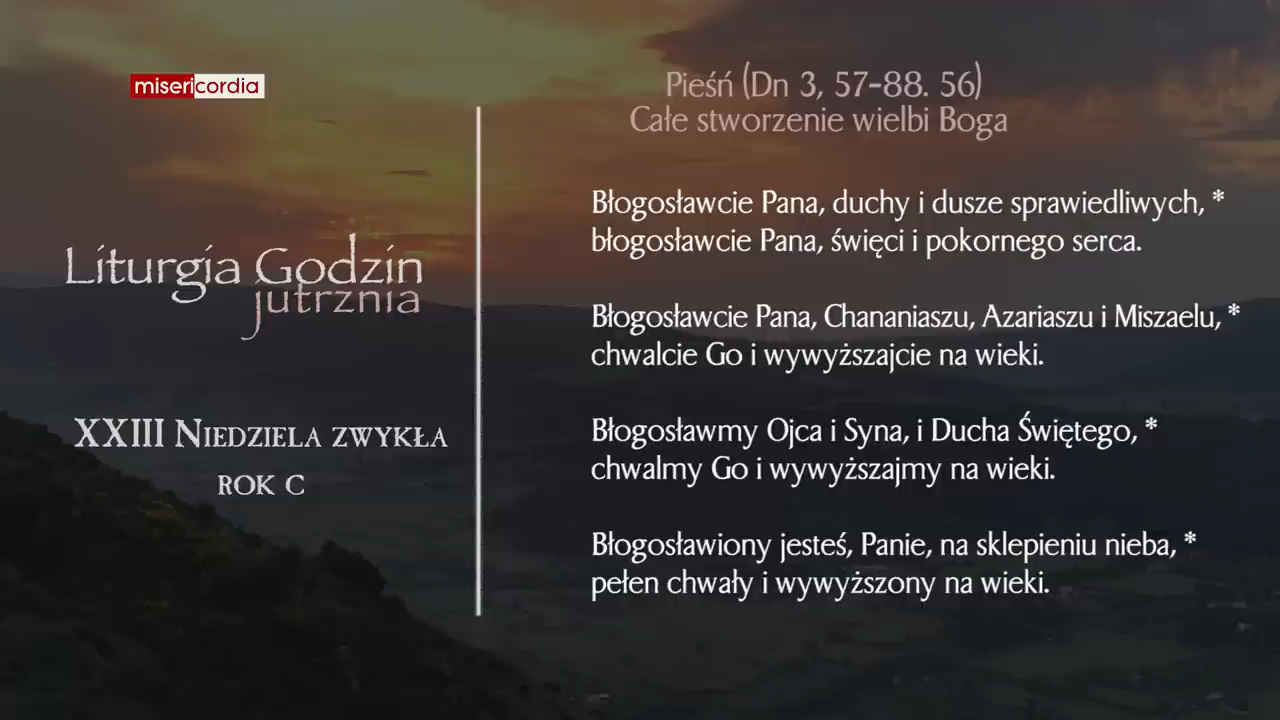 misericordia
Liturgia Godzin
jutrznia
XXIII Niedziela zwykła
rok C
Pieśń (Dn 3, 57-88. 56)
Całe stworzenie wielbi Boga
Błogosławcie Pana, duchy i dusze sprawiedliwych, *
błogosławcie Pana, święci i pokornego serca.
Błogosławcie Pana, Chananiaszu, Azariaszu i Miszaelu, *
chwalcie Go i wywyższajcie na wieki.
Błogosławmy Ojca i Syna, i Ducha Świętego, *
chwalmy Go i wywyższajmy na wieki.
Błogosławiony jesteś, Panie, na sklepieniu nieba, *
pełen chwały i wywyższony na wieki.